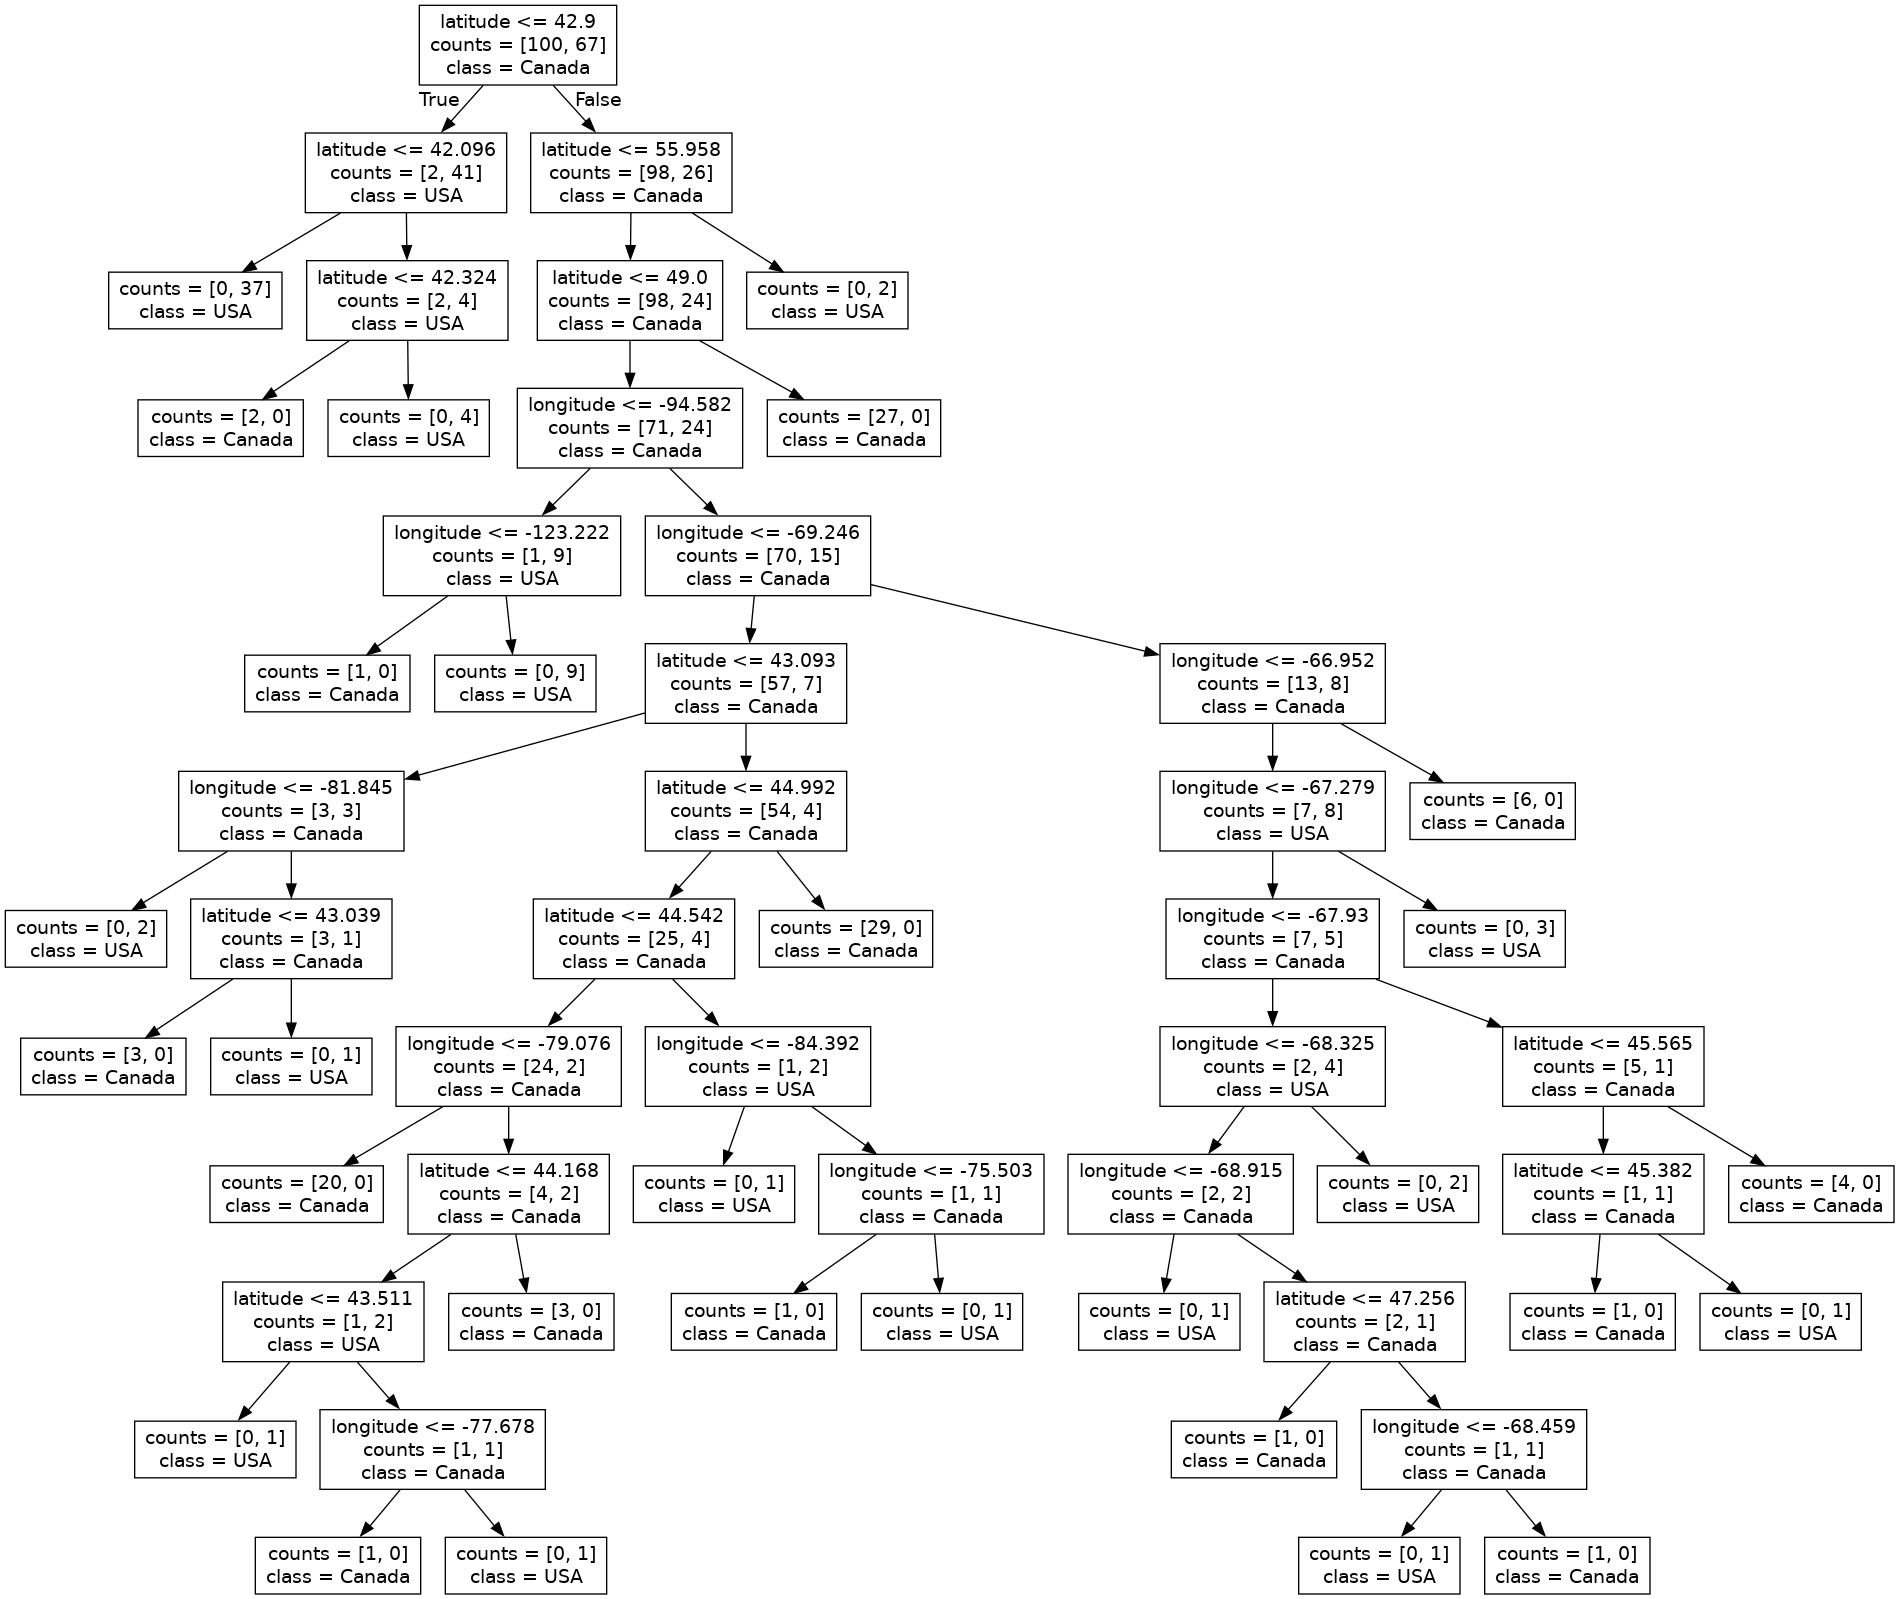 latitude <= 42.9
counts = [100, 67]
class = Canada
True
False
latitude <= 42.096
counts = [2, 41]
class = USA
latitude <= 55.958
counts = [98, 26]
class = Canada
counts = [0, 37]
class = USA
latitude <= 42.324
counts = [2, 4]
class = USA
latitude <= 49.0
counts = [98, 24]
class = Canada
counts = [0, 2]
class = USA
counts = [2, 0]
class = Canada
counts = [0, 4]
class = USA
longitude <= -94.582
counts = [71, 24]
class = Canada
counts = [27, 0]
class = Canada
longitude <= -123.222
counts = [1, 9]
class = USA
longitude <= -69.246
counts = [70, 15]
class = Canada
counts = [1, 0]
class = Canada
counts = [0, 9]
class = USA
latitude <= 43.093
counts = [57, 7]
class = Canada
longitude <= -66.952
counts = [13, 8]
class = Canada
longitude <= -81.845
counts = [3, 3]
class = Canada
latitude <= 44.992
counts = [54, 4]
class = Canada
longitude <= -67.279
counts = [7, 8]
class = USA
counts = [6, 0]
class = Canada
counts = [0, 2]
class = USA
latitude <= 43.039
counts = [3, 1]
class = Canada
latitude <= 44.542
counts = [25, 4]
class = Canada
counts = [29, 0]
class = Canada
longitude <= -67.93
counts = [7, 5]
class = Canada
counts = [0, 3]
class = USA
counts = [3, 0]
class = Canada
counts = [0, 1]
class = USA
longitude <= -79.076
counts = [24, 2]
class = Canada
longitude <= -84.392
counts = [1, 2]
class = USA
longitude <= -68.325
counts = [2, 4]
class = USA
latitude <= 45.565
counts = [5, 1]
class = Canada
counts = [20, 0]
class = Canada
latitude <= 44.168
counts = [4, 2]
class = Canada
counts = [0, 1]
class = USA
longitude <= -75.503
counts = [1, 1]
class = Canada
longitude <= -68.915
counts = [2, 2]
class = Canada
counts = [0, 2]
class = USA
latitude <= 45.382
counts = [1, 1]
class = Canada
counts = [4, 0]
class = Canada
latitude <= 43.511
counts = [1, 2]
class = USA
counts = [3, 0]
class = Canada
counts = [1, 0]
class = Canada
counts = [0, 1]
class = USA
counts = [0, 1]
class = USA
latitude <= 47.256
counts = [2, 1]
class = Canada
counts = [1, 0]
class = Canada
counts = [0, 1]
class = USA
counts = [0, 1]
class = USA
longitude <= -77.678
counts = [1, 1]
class = Canada
counts = [1, 0]
class = Canada
longitude <= -68.459
counts = [1, 1]
class = Canada
counts = [1, 0]
class = Canada
counts = [0, 1]
class = USA
counts = [0, 1]
class = USA
counts = [1, 0]
class = Canada